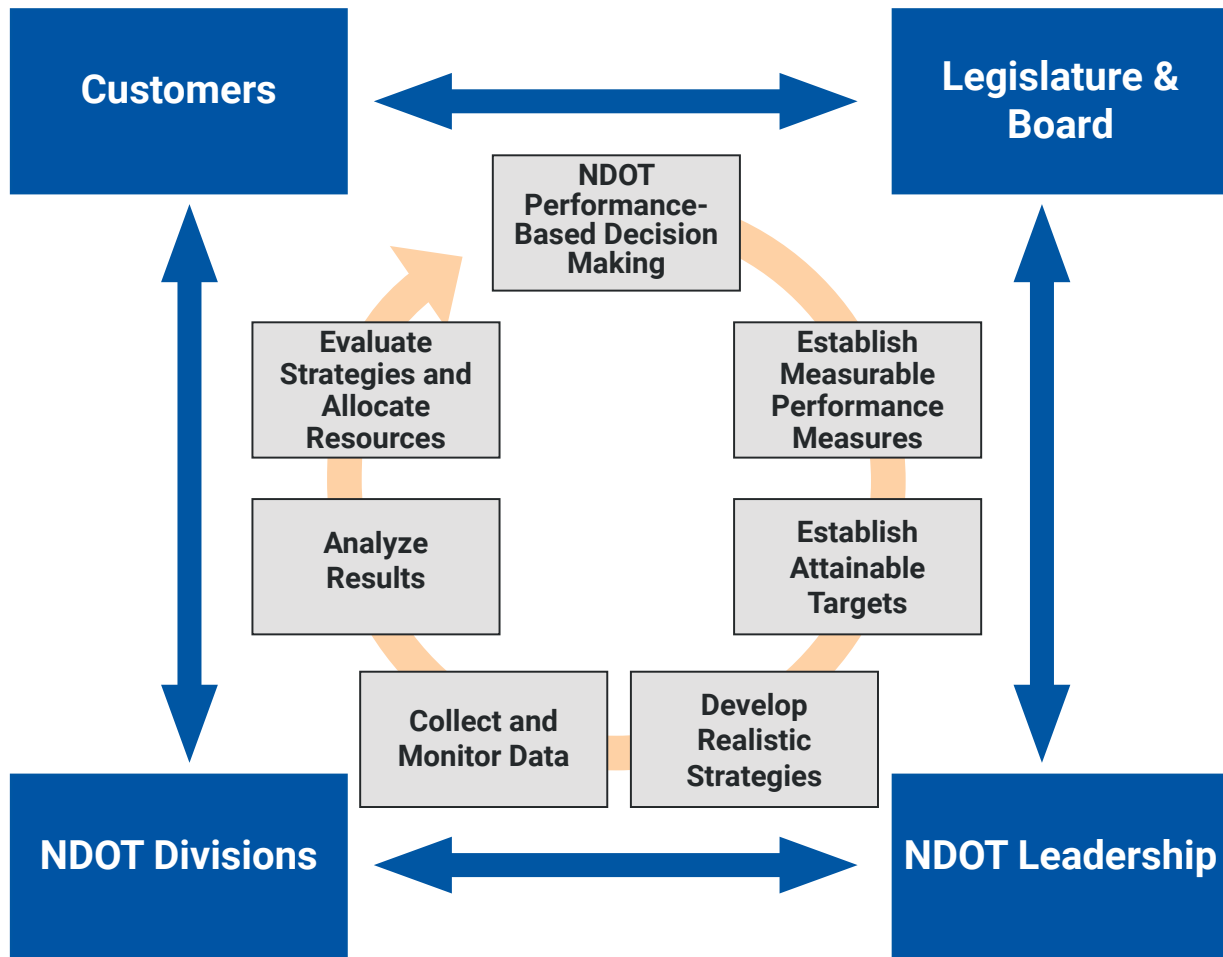 Customers
Legislature &
Board
NDOT
Performance-
Based Decision
Making
Evaluate
Strategies and
Allocate
Resources
Establish
Measurable
Performance
Measures
Analyze
Results
Establish
Attainable
Targets
Collect and
Monitor Data
Develop
Realistic
Strategies
NDOT Divisions
NDOT Leadership